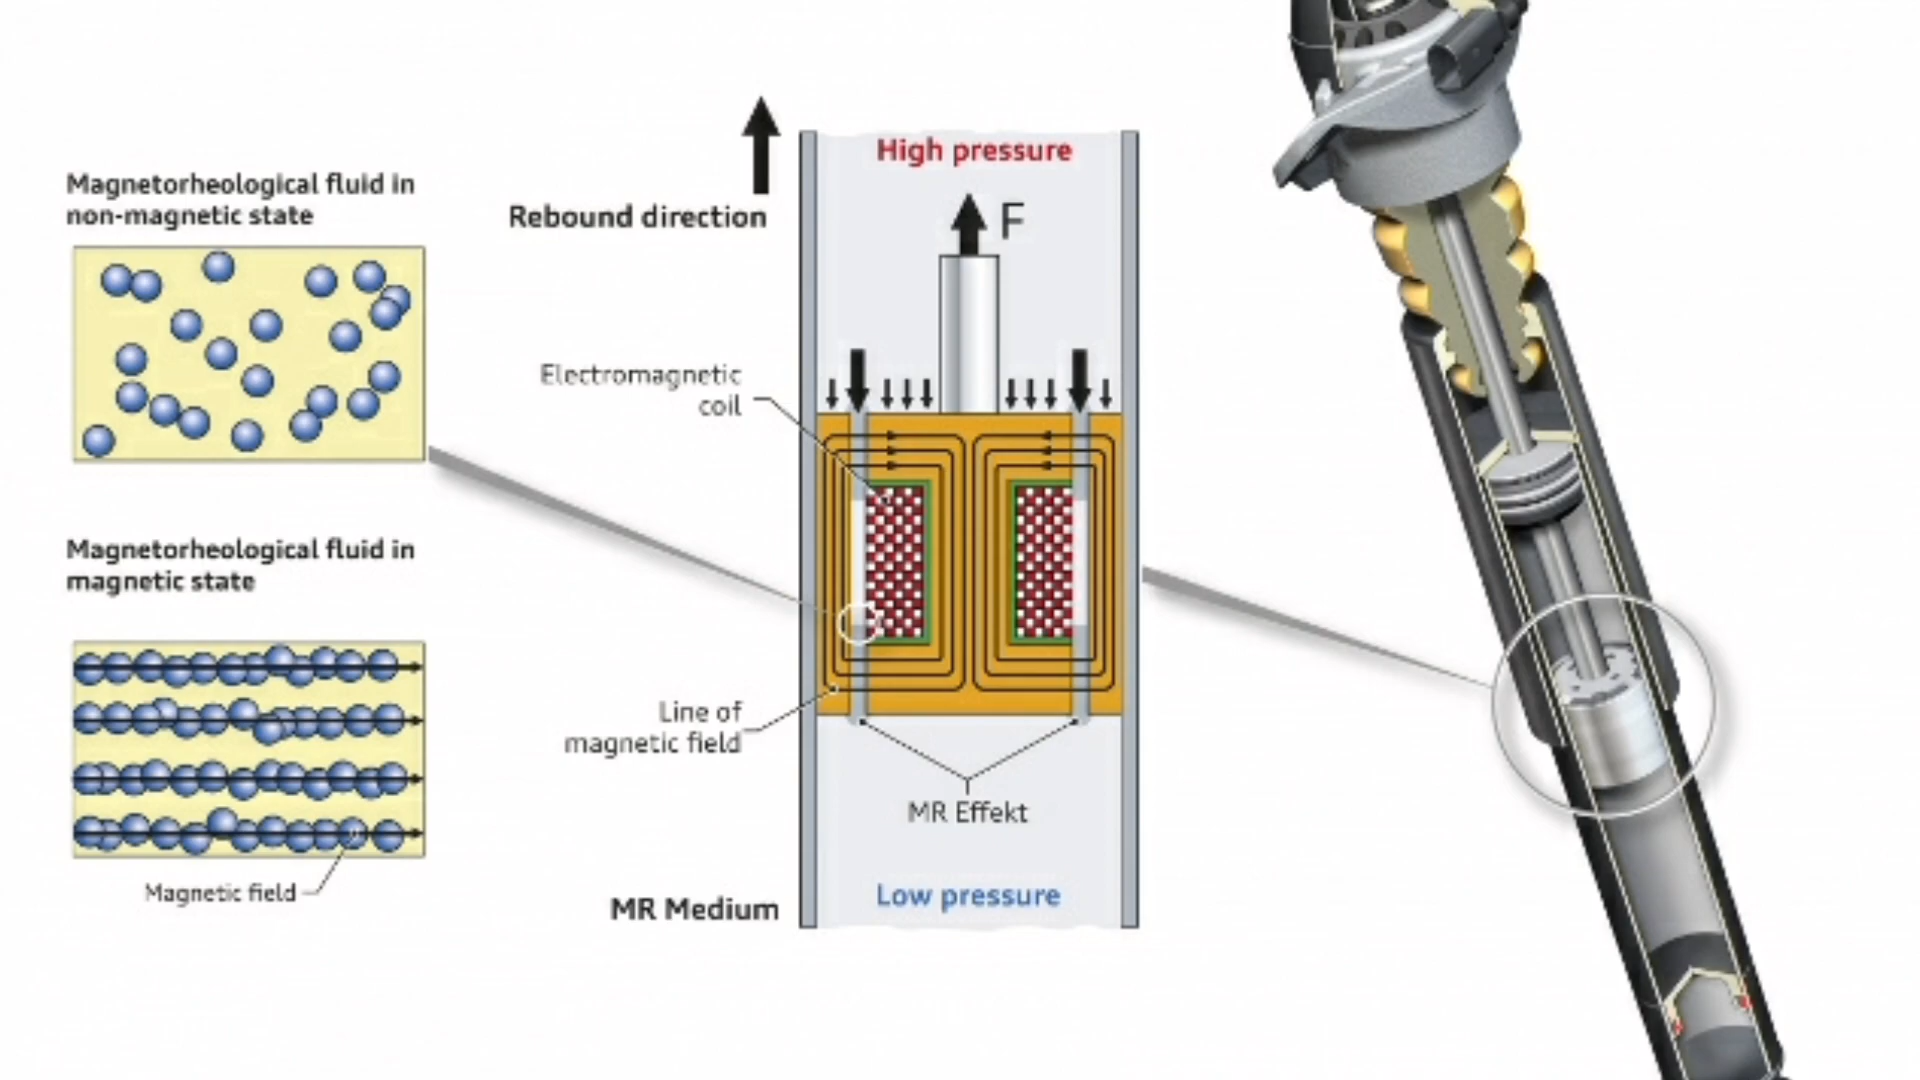 Magnetorheological fluid in
non-magnetic state
Magnetorheological fluid in
magnetic state
Magnetic field
Rebound direction
Electromagnetic
coil
Line of
magnetic field
MR Medium
High pressure
F
MR Effekt
Low pressure